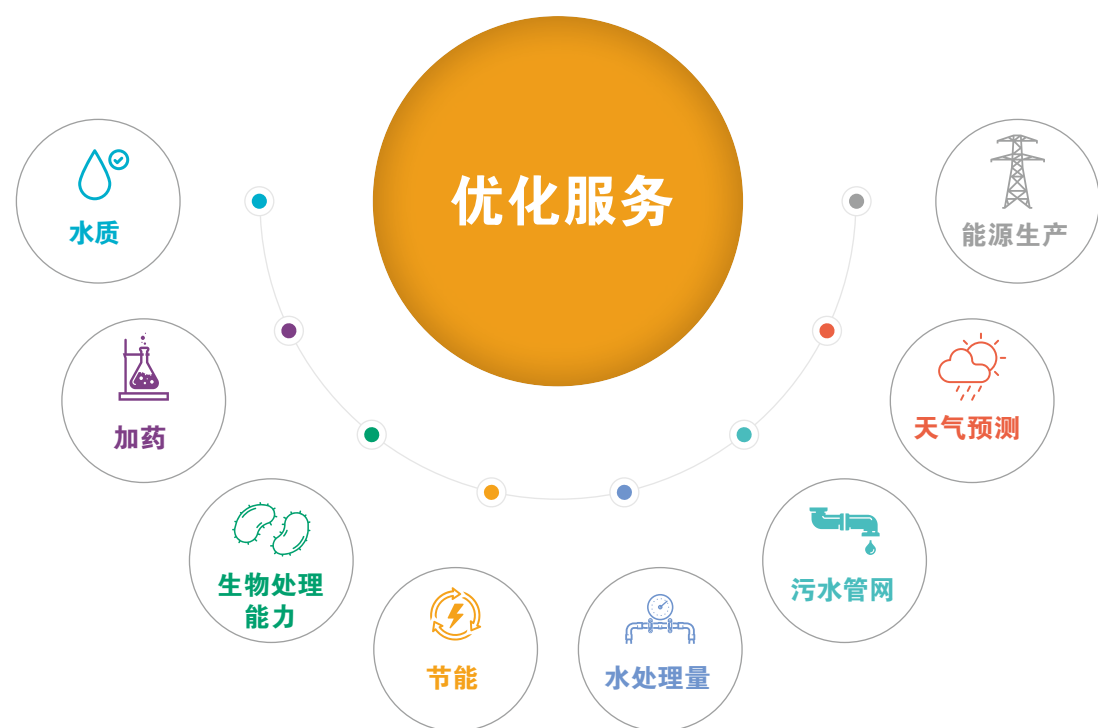 优化服务
水质
加药
生物处理
能力
节能
水处理量
污水管网
天气预测
能源生产